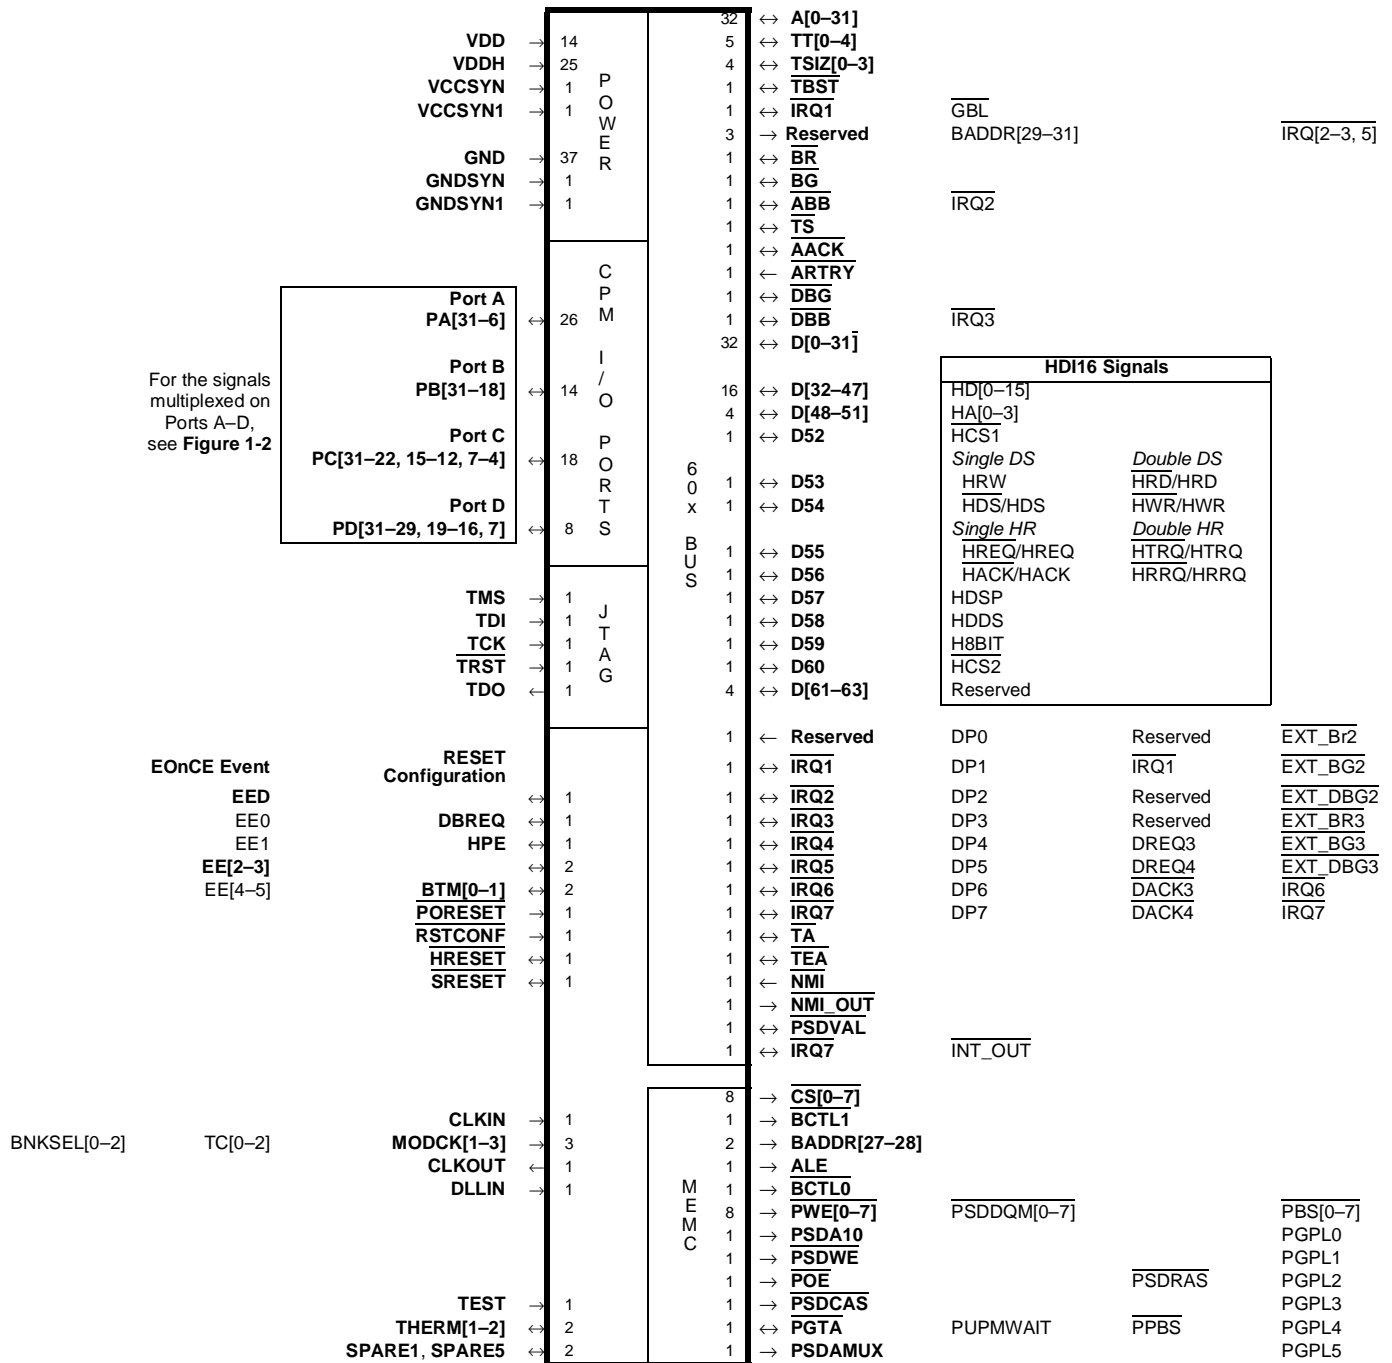 32 ↔ A[0–31]
VDD → 14 5 ↔ TT[0–4]
VDDH → 25 4 ↔ TSIZ[0–3]
VCCSYN → 1 1 ↔ TBST
VCCSYN1 → 1 1 ↔ IRQ1 GBL
3 → Reserved BADDR[29–31] IRQ[2–3, 5]
GND → 37 1 ↔ BR
GNDSYN → 1 1 ↔ BG
GNDSYN1 → 1 1 ↔ ABB IRQ2
POWER
1 ↔ TS
1 ↔ AACK
1 ← ARTRY
Port A 1 ↔ DBG
PA[31–6] ↔ 26 1 ↔ DBB IRQ3
32 ↔ D[0–31]
CPM I/O PORTS
Port B HDI16 Signals
For the signals
multiplexed on
Ports A–D,
see Figure 1-2
PB[31–18] ↔ 14 16 ↔ D[32–47] HD[0–15]
4 ↔ D[48–51] HA[0–3]
Port C 1 ↔ D52 HCS1
PC[31–22, 15–12, 7–4] ↔ 18 Single DS Double DS
60x BUS
1 ↔ D53 HRW HRD/HRD
Port D 1 ↔ D54 HDS/HDS HWR/HWR
PD[31–29, 19–16, 7] ↔ 8 Single HR Double HR
1 ↔ D55 HREQ/HREQ HTRQ/HTRQ
1 ↔ D56 HACK/HACK HRRQ/HRRQ
TMS → 1 1 ↔ D57 HDSP
TDI → 1 1 ↔ D58 HDDS
TCK → 1 1 ↔ D59 H8BIT
TRST → 1 1 ↔ D60 HCS2
TDO ← 1 4 ↔ D[61–63] Reserved
JTAG
1 ← Reserved DP0 Reserved EXT_Br2
EOnCE Event RESET
Configuration
1 ↔ IRQ1 DP1 IRQ1 EXT_BG2
EED ↔ 1 1 ↔ IRQ2 DP2 Reserved EXT_DBG2
EE0 DBREQ ↔ 1 1 ↔ IRQ3 DP3 Reserved EXT_BR3
EE1 HPE ↔ 1 1 ↔ IRQ4 DP4 DREQ3 EXT_BG3
EE[2–3] ↔ 2 1 ↔ IRQ5 DP5 DREQ4 EXT_DBG3
EE[4–5] BTM[0–1] ↔ 2 1 ↔ IRQ6 DP6 DACK3 IRQ6
PORESET → 1 1 ↔ IRQ7 DP7 DACK4 IRQ7
RSTCONF → 1 1 ↔ TA
HRESET ↔ 1 1 ↔ TEA
SRESET ↔ 1 1 ← NMI
1 → NMI_OUT
1 ↔ PSDVAL
1 ↔ IRQ7 INT_OUT
8 → CS[0–7]
CLKIN → 1 1 → BCTL1
BNKSEL[0–2] TC[0–2] MODCK[1–3] → 3 2 → BADDR[27–28]
CLKOUT ← 1 1 → ALE
DLLIN → 1 1 → BCTL0
MEMC
8 → PWE[0–7] PSDDQM[0–7] PBS[0–7]
1 → PSDA10 PGPL0
1 → PSDWE PGPL1
1 → POE PSDRAS PGPL2
TEST → 1 1 → PSDCAS PGPL3
THERM[1–2] ↔ 2 1 ↔ PGTA PUPMWAIT PPBS PGPL4
SPARE1, SPARE5 ↔ 2 1 → PSDAMUX PGPL5